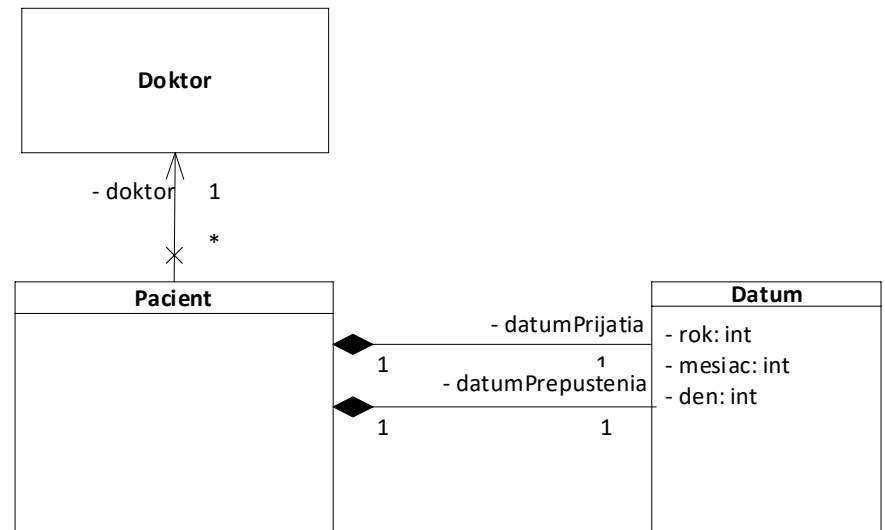 Doktor
- doktor
1
*
Pacient
- datumPrijatia
1
1
- datumPrepustenia
1
1
Datum
- rok: int
- mesiac: int
- den: int